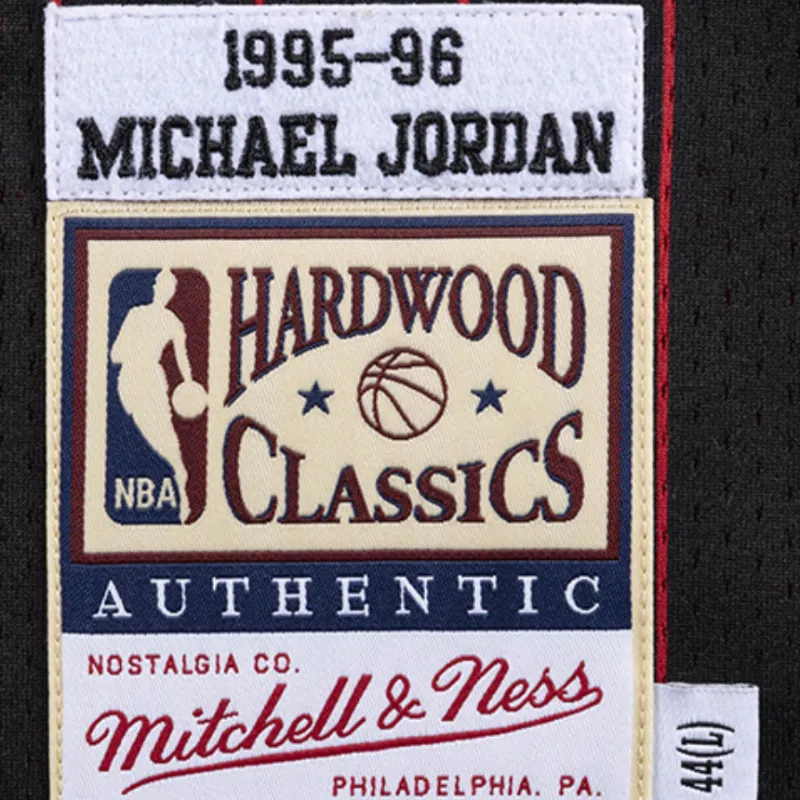 1995-96
MICHAEL JORDAN
HARDWOOD
CLASSICS
NBA
AUTHENTIC
NOSTALGIA CO.
Mitchell & Ness
PHILADELPHIA. PA.
44(L)